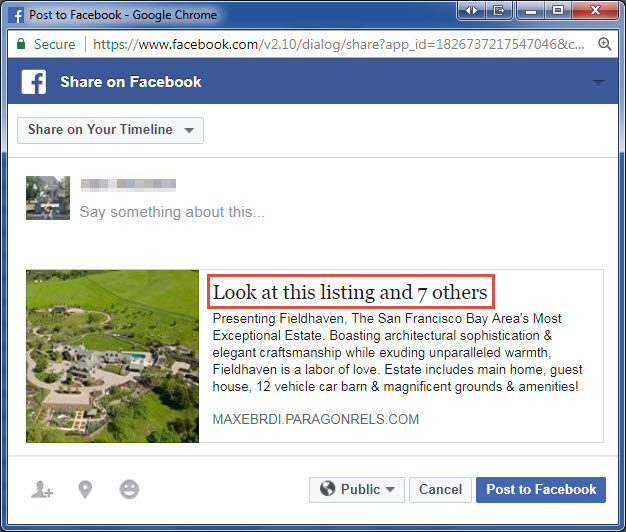 Post to Facebook - Google Chrome
Secure https://www.facebook.com/v2.10/dialog/share?app_id=1826737217547046&c...
Share on Facebook
Share on Your Timeline
Say something about this...
Look at this listing and 7 others
Presenting Fieldhaven, The San Francisco Bay Area's Most
Exceptional Estate. Boasting architectural sophistication &
elegant craftsmanship while exuding unparalleled warmth,
Fieldhaven is a labor of love. Estate includes main home, guest
house, 12 vehicle car barn & magnificent grounds & amenities!
MAXEBRDI.PARAGONRELS.COM
Public Cancel Post to Facebook